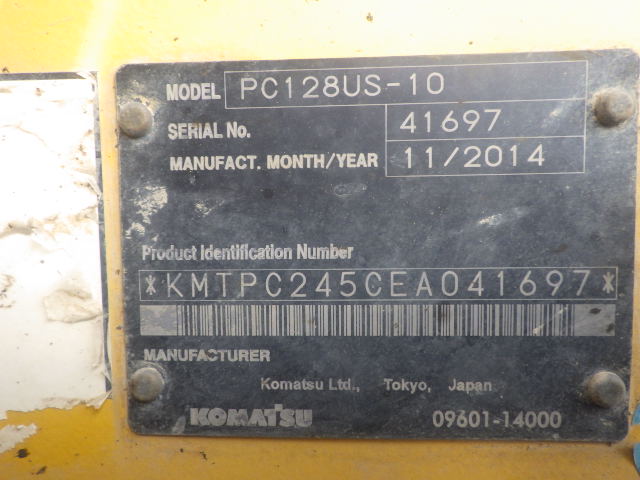 MODEL PC128US-10
SERIAL No. 41697
MANUFACT. MONTH/YEAR 11/2014
Product Identification Number
*KMTPC245CEA041697*
MANUFACTURER
Komatsu Ltd., Tokyo, Japan
KOMATSU 09601-14000